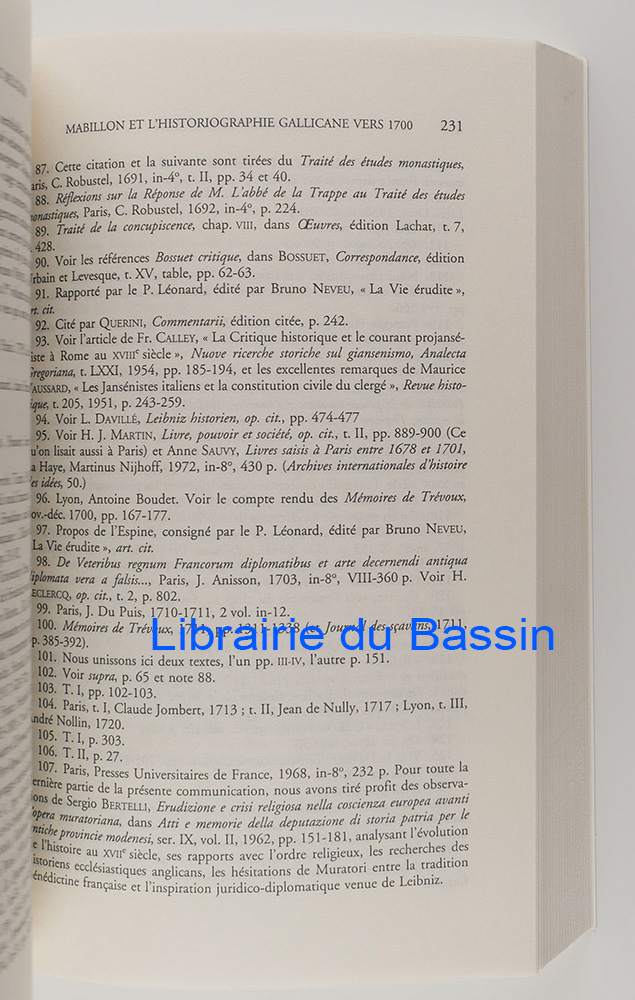 MABILLON ET L'HISTORIOGRAPHIE GALLICANE VERS 1700 231
87. Cette citation et la suivante sont tirées du Traité des études monastiques,
aris, C. Robustel, 1691, in-4°, t. II, pp. 34 et 40.
88. Réflexions sur la Réponse de M. L'abbé de la Trappe au Traité des études
monastiques, Paris, C. Robustel, 1692, in-4°, p. 224.
89. Traité de la concupiscence, chap. VIII, dans Œuvres, édition Lachat, t. 7,
428.
90. Voir les références Bossuet critique, dans BOSSUET, Correspondance, édition
rbain et Levesque, t. XV, table, pp. 62-63.
91. Rapporté par le P. Léonard, édité par Bruno NEVEU, « La Vie érudite »,
rt. cit.
92. Cité par QUERINI, Commentarii, édition citée, p. 242.
93. Voir l'article de Fr. CALLEY, « La Critique historique et le courant projansé-
iste à Rome au XVIIIe siècle », Nuove ricerche storiche sul giansenismo, Analecta
Gregoriana, t. LXXI, 1954, pp. 185-194, et les excellentes remarques de Maurice
VAUSSARD, « Les Jansénistes italiens et la constitution civile du clergé », Revue histo-
ique, t. 205, 1951, p. 243-259.
94. Voir L. DAVILLÉ, Leibniz historien, op. cit., pp. 474-477
95. Voir H. J. MARTIN, Livre, pouvoir et société, op. cit., t. II, pp. 889-900 (Ce
u'on lisait aussi à Paris) et Anne SAUVY, Livres saisis à Paris entre 1678 et 1701,
a Haye, Martinus Nijhoff, 1972, in-8°, 430 p. (Archives internationales d'histoire
es idées, 50.)
96. Lyon, Antoine Boudet. Voir le compte rendu des Mémoires de Trévoux,
ov.-déc. 1700, pp. 167-177.
97. Propos de l'Espine, consigné par le P. Léonard, édité par Bruno NEVEU,
La Vie érudite », art. cit.
98. De Veteribus regnum Francorum diplomatibus et arte decernendi antiqua
iplomata vera a falsis..., Paris, J. Anisson, 1703, in-8°, VIII-360 p. Voir H.
LECLERCQ, op. cit., t. 2, p. 802.
99. Paris, J. Du Puis, 1710-1711, 2 vol. in-12.
100. Mémoires de Trévoux, 1711, pp. 1311-1338 (et Journal des sçavans, 1711,
p. 385-392).
Librairie du Bassin
101. Nous unissons ici deux textes, l'un pp. III-IV, l'autre p. 151.
102. Voir supra, p. 65 et note 88.
103. T. I, pp. 102-103.
104. Paris, t. I, Claude Jombert, 1713 ; t. II, Jean de Nully, 1717 ; Lyon, t. III,
André Nollin, 1720.
105. T. I, p. 303.
106. T. II, p. 27.
107. Paris, Presses Universitaires de France, 1968, in-8°, 232 p. Pour toute la
ernière partie de la présente communication, nous avons tiré profit des observa-
ons de Sergio BERTELLI, Erudizione e crisi religiosa nella coscienza europea avanti
l'opera muratoriana, dans Atti e memorie della deputazione di storia patria per le
ntiche provincie modenesi, ser. IX, vol. II, 1962, pp. 151-181, analysant l'évolution
e l'histoire au XVIIe siècle, ses rapports avec l'ordre religieux, les recherches des
istoriens ecclésiastiques anglicans, les hésitations de Muratori entre la tradition
énédictine française et l'inspiration juridico-diplomatique venue de Leibniz.